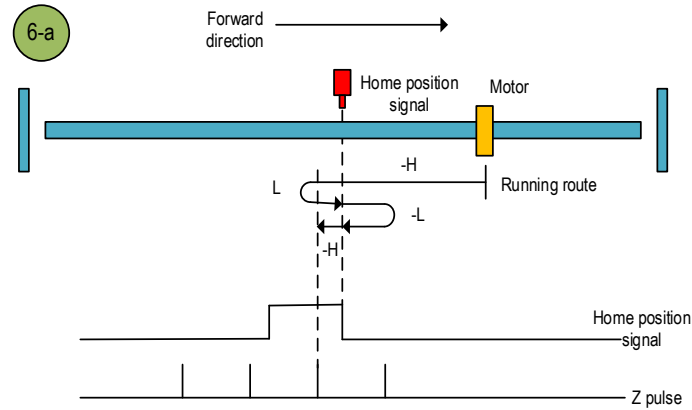 6-a
Forward
direction
Home position
signal
Motor
-H
L
Running route
-L
-H
Home position
signal
Z pulse